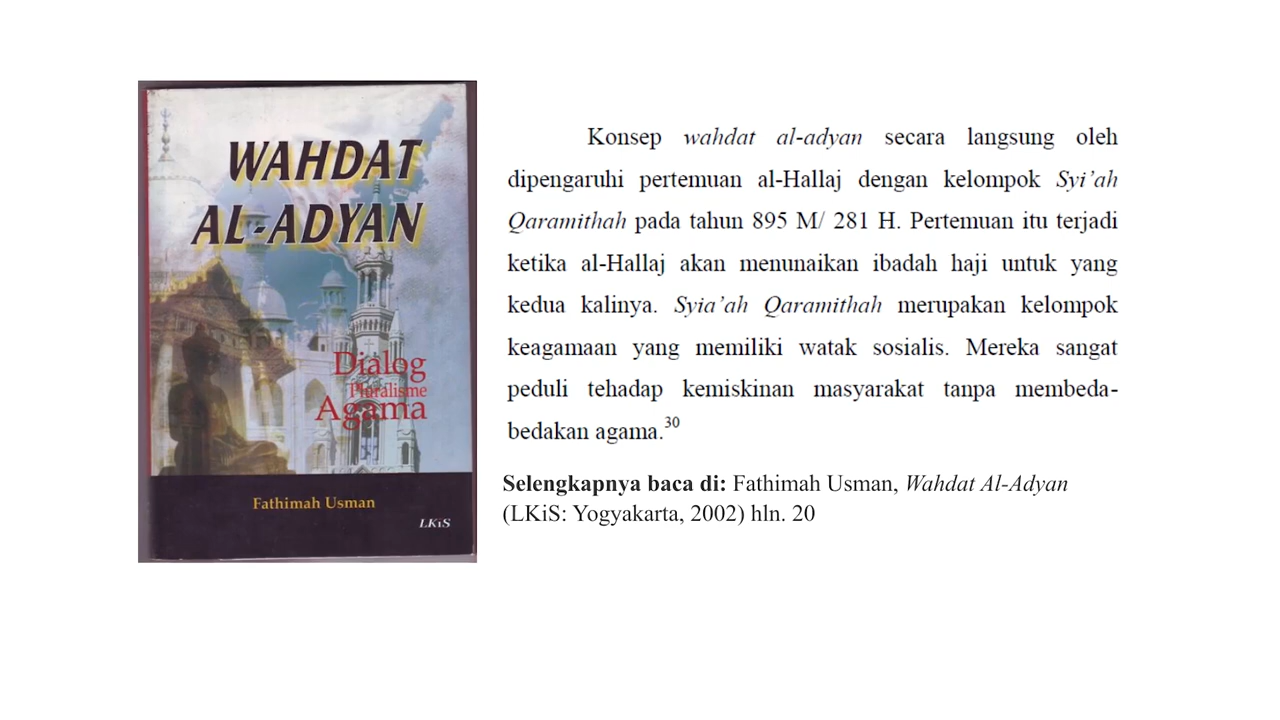 WAHDAT
AL-ADYAN
Dialog
Pluralisme
Agama
Fathimah Usman
LKiS
Konsep wahdat al-adyan secara langsung oleh
dipengaruhi pertemuan al-Hallaj dengan kelompok Syi’ah
Qaramithah pada tahun 895 M/ 281 H. Pertemuan itu terjadi
ketika al-Hallaj akan menunaikan ibadah haji untuk yang
kedua kalinya. Syia’ah Qaramithah merupakan kelompok
keagamaan yang memiliki watak sosialis. Mereka sangat
peduli tehadap kemiskinan masyarakat tanpa membeda-
bedakan agama.30
Selengkapnya baca di: Fathimah Usman, Wahdat Al-Adyan
(LKiS: Yogyakarta, 2002) hln. 20